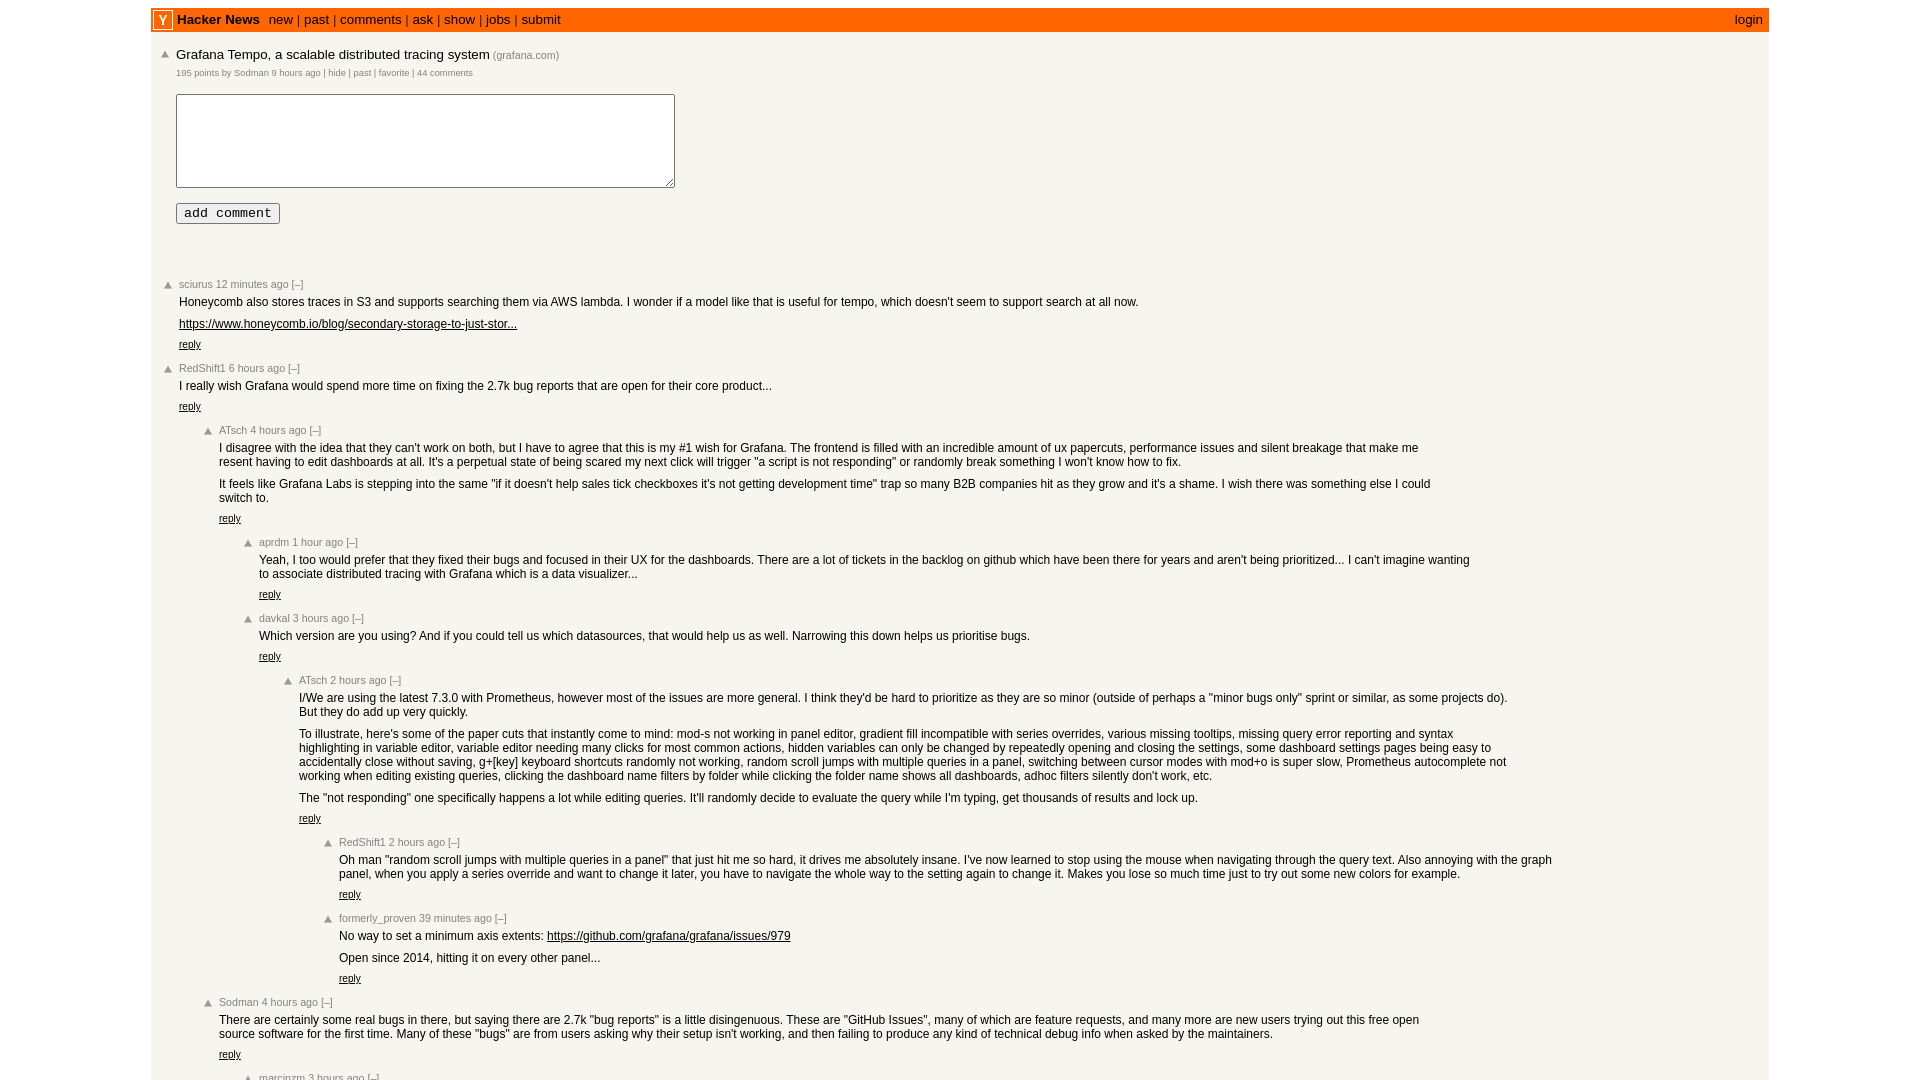 Y Hacker News new | past | comments | ask | show | jobs | submit login
Grafana Tempo, a scalable distributed tracing system (grafana.com)
195 points by Sodman 9 hours ago | hide | past | favorite | 44 comments
add comment
sciurus 12 minutes ago [–]
Honeycomb also stores traces in S3 and supports searching them via AWS lambda. I wonder if a model like that is useful for tempo, which doesn't seem to support search at all now.
https://www.honeycomb.io/blog/secondary-storage-to-just-stor...
reply
RedShift1 6 hours ago [–]
I really wish Grafana would spend more time on fixing the 2.7k bug reports that are open for their core product...
reply
ATsch 4 hours ago [–]
I disagree with the idea that they can't work on both, but I have to agree that this is my #1 wish for Grafana. The frontend is filled with an incredible amount of ux papercuts, performance issues and silent breakage that make me
resent having to edit dashboards at all. It's a perpetual state of being scared my next click will trigger "a script is not responding" or randomly break something I won't know how to fix.
It feels like Grafana Labs is stepping into the same "if it doesn't help sales tick checkboxes it's not getting development time" trap so many B2B companies hit as they grow and it's a shame. I wish there was something else I could
switch to.
reply
aprdm 1 hour ago [–]
Yeah, I too would prefer that they fixed their bugs and focused in their UX for the dashboards. There are a lot of tickets in the backlog on github which have been there for years and aren't being prioritized... I can't imagine wanting
to associate distributed tracing with Grafana which is a data visualizer...
reply
davkal 3 hours ago [–]
Which version are you using? And if you could tell us which datasources, that would help us as well. Narrowing this down helps us prioritise bugs.
reply
ATsch 2 hours ago [–]
I/We are using the latest 7.3.0 with Prometheus, however most of the issues are more general. I think they'd be hard to prioritize as they are so minor (outside of perhaps a "minor bugs only" sprint or similar, as some projects do).
But they do add up very quickly.
To illustrate, here's some of the paper cuts that instantly come to mind: mod-s not working in panel editor, gradient fill incompatible with series overrides, various missing tooltips, missing query error reporting and syntax
highlighting in variable editor, variable editor needing many clicks for most common actions, hidden variables can only be changed by repeatedly opening and closing the settings, some dashboard settings pages being easy to
accidentally close without saving, g+[key] keyboard shortcuts randomly not working, random scroll jumps with multiple queries in a panel, switching between cursor modes with mod+o is super slow, Prometheus autocomplete not
working when editing existing queries, clicking the dashboard name filters by folder while clicking the folder name shows all dashboards, adhoc filters silently don't work, etc.
The "not responding" one specifically happens a lot while editing queries. It'll randomly decide to evaluate the query while I'm typing, get thousands of results and lock up.
reply
RedShift1 2 hours ago [–]
Oh man "random scroll jumps with multiple queries in a panel" that just hit me so hard, it drives me absolutely insane. I've now learned to stop using the mouse when navigating through the query text. Also annoying with the graph
panel, when you apply a series override and want to change it later, you have to navigate the whole way to the setting again to change it. Makes you lose so much time just to try out some new colors for example.
reply
formerly_proven 39 minutes ago [–]
No way to set a minimum axis extents: https://github.com/grafana/grafana/issues/979
Open since 2014, hitting it on every other panel...
reply
Sodman 4 hours ago [–]
There are certainly some real bugs in there, but saying there are 2.7k "bug reports" is a little disingenuous. These are "GitHub Issues", many of which are feature requests, and many more are new users trying out this free open
source software for the first time. Many of these "bugs" are from users asking why their setup isn't working, and then failing to produce any kind of technical debug info when asked by the maintainers.
reply
marcinzm 3 hours ago [–]